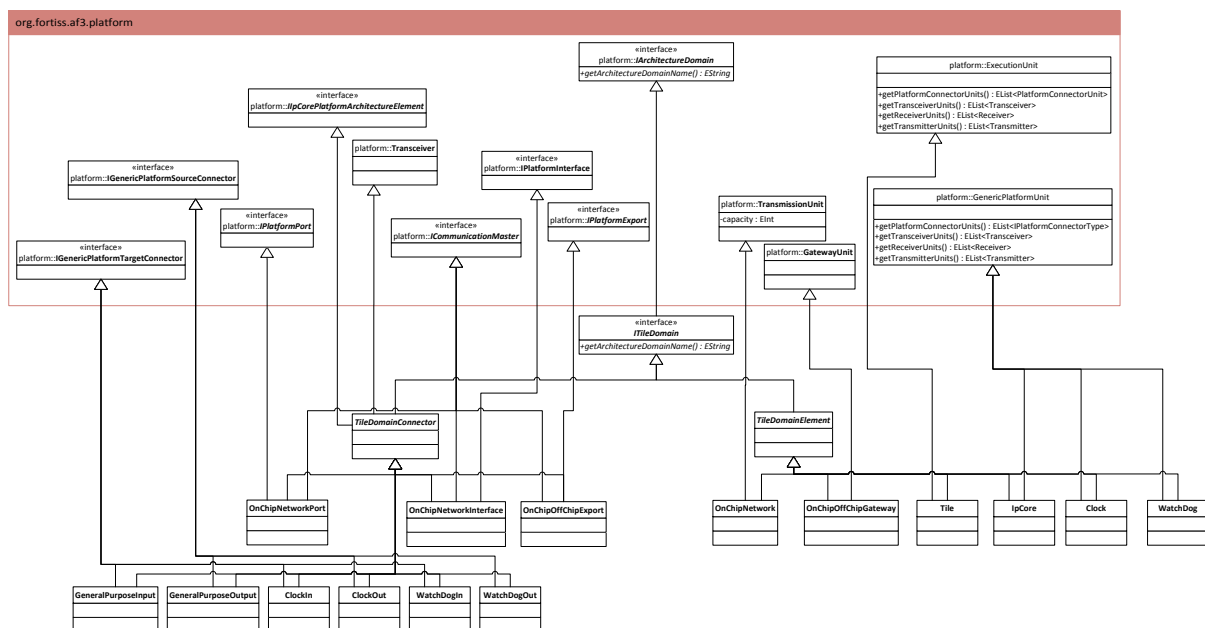 org.fortiss.af3.platform
«interface»
platform::IArchitectureDomain
+getArchitectureDomainName() : EString
platform::ExecutionUnit
+getPlatformConnectorUnits() : EList<PlatformConnectorUnit>
+getTransceiverUnits() : EList<Transceiver>
+getReceiverUnits() : EList<Receiver>
+getTransmitterUnits() : EList<Transmitter>
«interface»
platform::IIpCorePlatformArchitectureElement
platform::Transceiver
«interface»
platform::IPlatformInterface
«interface»
platform::IGenericPlatformSourceConnector
«interface»
platform::IPlatformPort
«interface»
platform::IPlatformExport
platform::TransmissionUnit
-capacity : EInt
platform::GenericPlatformUnit
+getPlatformConnectorUnits() : EList<IPlatformConnectorType>
+getTransceiverUnits() : EList<Transceiver>
+getReceiverUnits() : EList<Receiver>
+getTransmitterUnits() : EList<Transmitter>
«interface»
platform::ICommunicationMaster
«interface»
platform::IGenericPlatformTargetConnector
platform::GatewayUnit
«interface»
ITileDomain
+getArchitectureDomainName() : EString
TileDomainConnector
TileDomainElement
OnChipNetworkPort
OnChipNetworkInterface
OnChipOffChipExport
OnChipNetwork
OnChipOffChipGateway
Tile
IpCore
Clock
WatchDog
GeneralPurposeInput
GeneralPurposeOutput
ClockIn
ClockOut
WatchDogIn
WatchDogOut